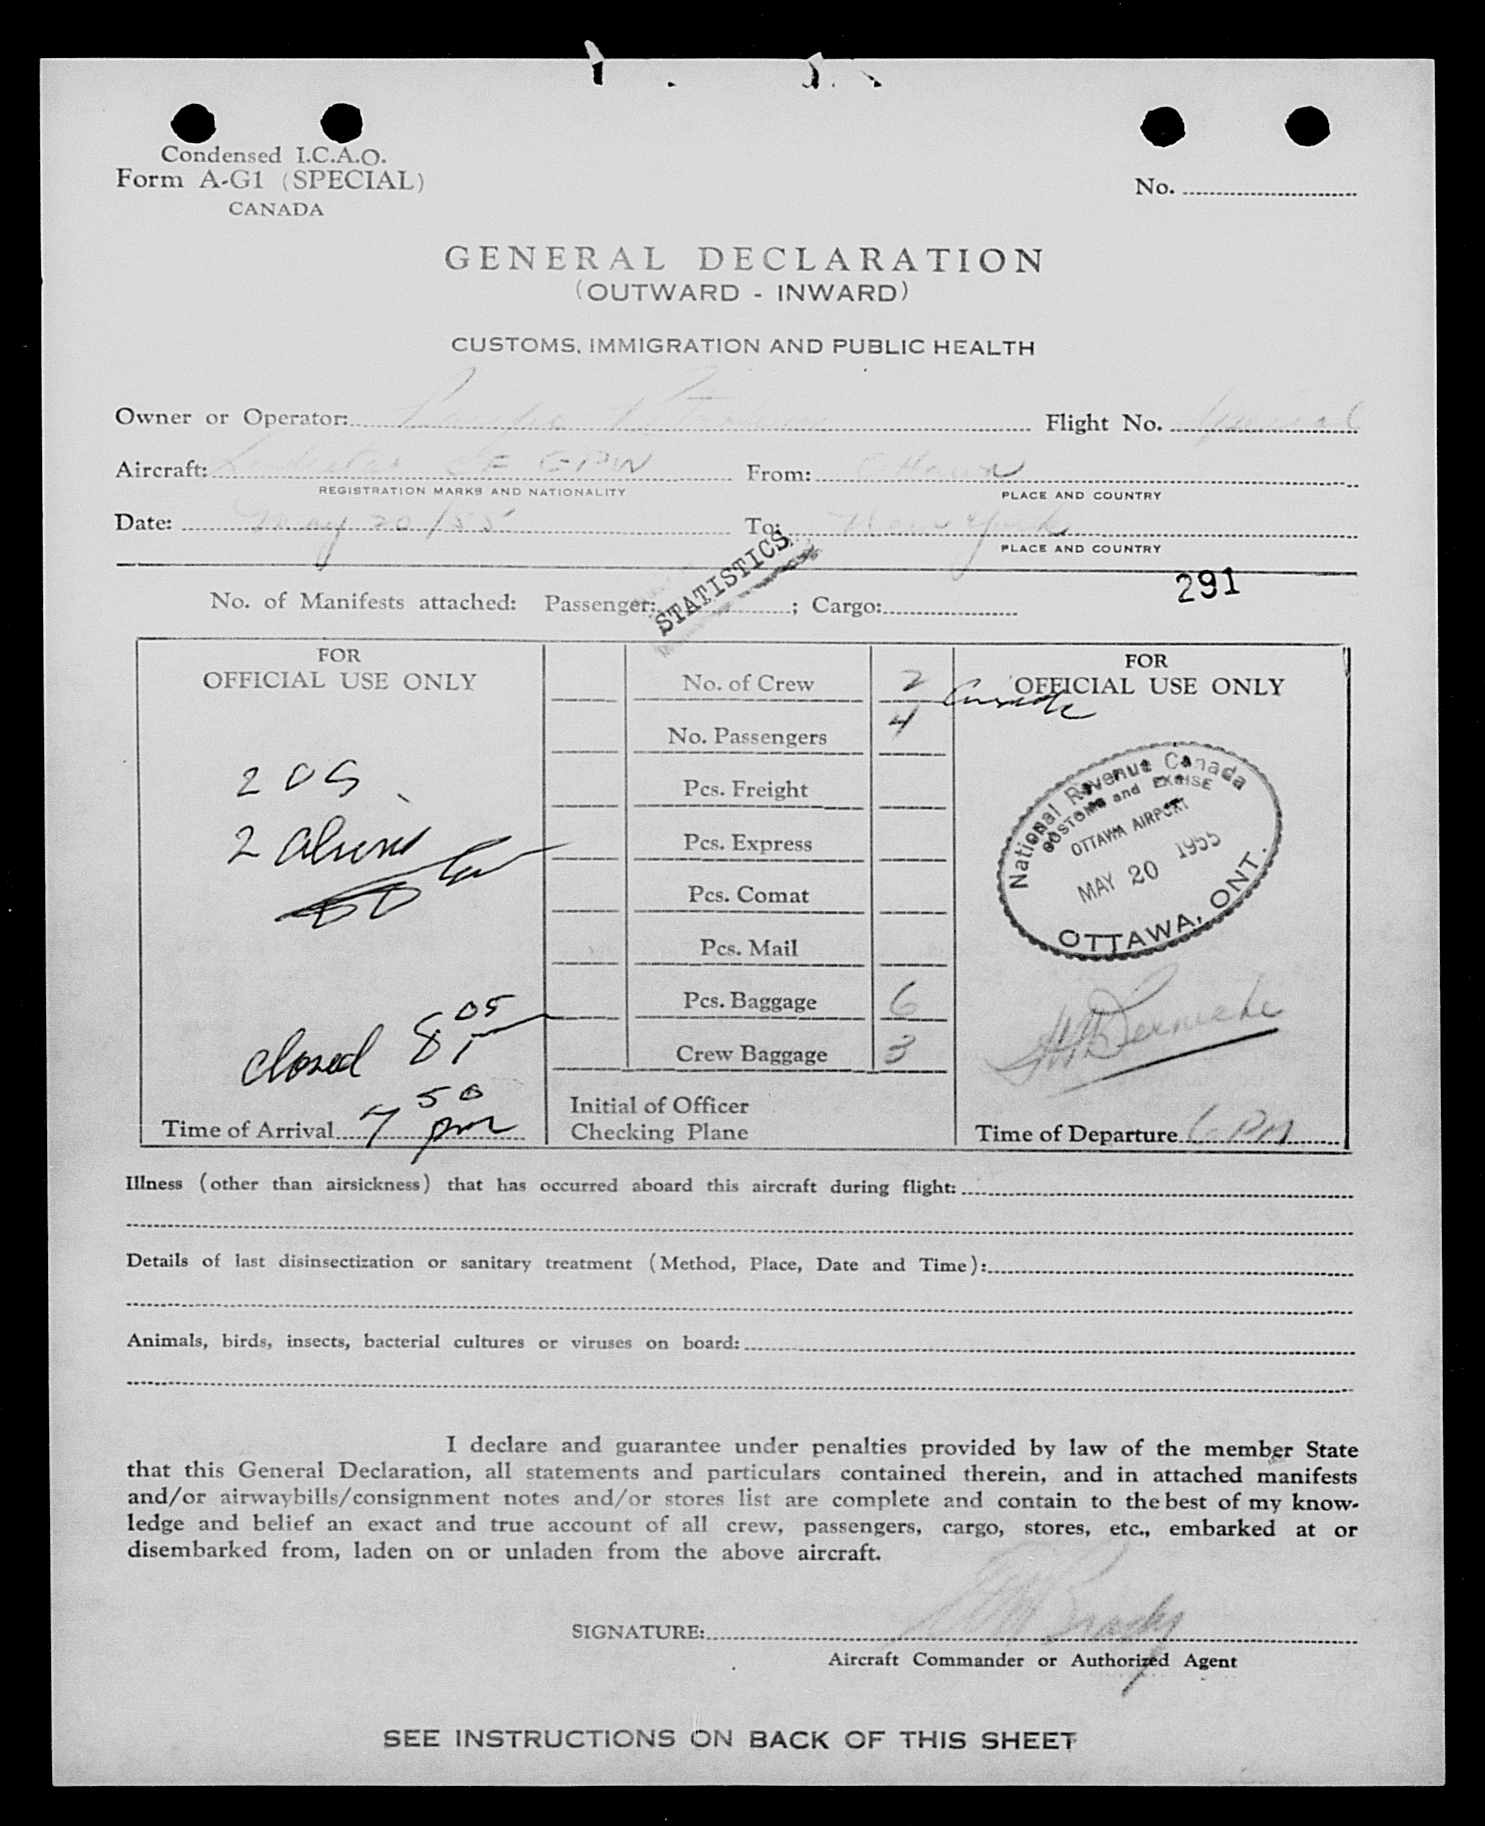 Condensed I.C.A.O.
Form A-G1 (SPECIAL)
CANADA
No.
GENERAL DECLARATION
(OUTWARD - INWARD)
CUSTOMS, IMMIGRATION AND PUBLIC HEALTH
Owner or Operator: Flight No.
Aircraft: CF GPW From: Ottawa
REGISTRATION MARKS AND NATIONALITY PLACE AND COUNTRY
Date: May 20/55 To: New York
PLACE AND COUNTRY
STATISTICS
291
No. of Manifests attached: Passenger: ; Cargo:
FOR
OFFICIAL USE ONLY
2 US
2 aliens
closed 8 05
Time of Arrival 7 50 pm
No. of Crew 2
No. Passengers 4
Pcs. Freight
Pcs. Express
Pcs. Comat
Pcs. Mail
Pcs. Baggage 6
Crew Baggage 3
Initial of Officer
Checking Plane
FOR
OFFICIAL USE ONLY
National Revenue Canada
CUSTOMS and EXCISE
OTTAWA AIRPORT
MAY 20 1955
OTTAWA, ONT.
Time of Departure 6 PM
Illness (other than airsickness) that has occurred aboard this aircraft during flight:
Details of last disinsectization or sanitary treatment (Method, Place, Date and Time):
Animals, birds, insects, bacterial cultures or viruses on board:
I declare and guarantee under penalties provided by law of the member State
that this General Declaration, all statements and particulars contained therein, and in attached manifests
and/or airwaybills/consignment notes and/or stores list are complete and contain to the best of my know-
ledge and belief an exact and true account of all crew, passengers, cargo, stores, etc., embarked at or
disembarked from, laden on or unladen from the above aircraft.
SIGNATURE: Brady
Aircraft Commander or Authorized Agent
SEE INSTRUCTIONS ON BACK OF THIS SHEET